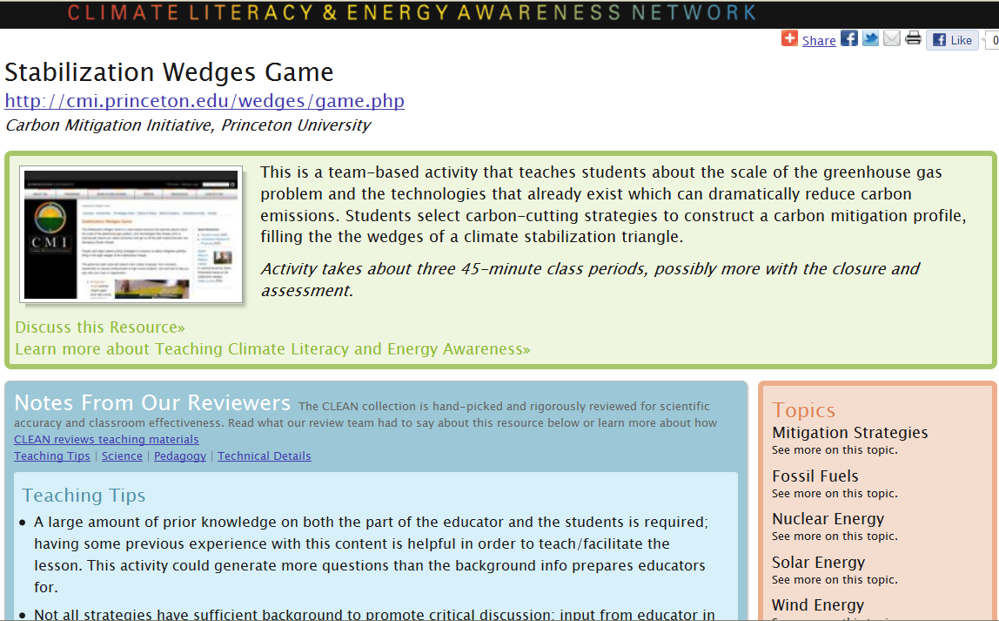 CLIMATE LITERACY & ENERGY AWARENESS NETWORK
Share
Like
0
Stabilization Wedges Game
http://cmi.princeton.edu/wedges/game.php
Carbon Mitigation Initiative, Princeton University
CMI
This is a team-based activity that teaches students about the scale of the greenhouse gas
problem and the technologies that already exist which can dramatically reduce carbon
emissions. Students select carbon-cutting strategies to construct a carbon mitigation profile,
filling the the wedges of a climate stabilization triangle.
Activity takes about three 45-minute class periods, possibly more with the closure and
assessment.
Discuss this Resource»
Learn more about Teaching Climate Literacy and Energy Awareness»
Notes From Our Reviewers The CLEAN collection is hand-picked and rigorously reviewed for scientific
accuracy and classroom effectiveness. Read what our review team had to say about this resource below or learn more about how
CLEAN reviews teaching materials
Teaching Tips | Science | Pedagogy | Technical Details
Teaching Tips
• A large amount of prior knowledge on both the part of the educator and the students is required;
having some previous experience with this content is helpful in order to teach/facilitate the
lesson. This activity could generate more questions than the background info prepares educators
for.
• Not all strategies have sufficient background to promote critical discussion; input from educator in
Topics
Mitigation Strategies
See more on this topic.
Fossil Fuels
See more on this topic.
Nuclear Energy
See more on this topic.
Solar Energy
See more on this topic.
Wind Energy